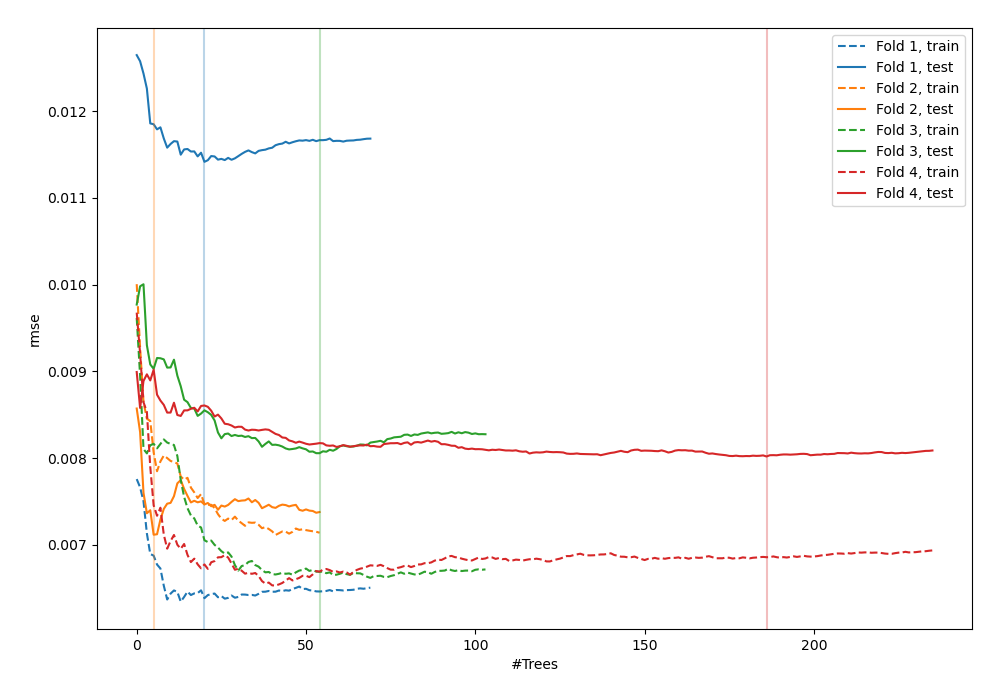 0.012
0.011
0.010
0.009
0.008
0.007
rmse
0
50
100
150
200
#Trees
Fold 1, train
Fold 1, test
Fold 2, train
Fold 2, test
Fold 3, train
Fold 3, test
Fold 4, train
Fold 4, test